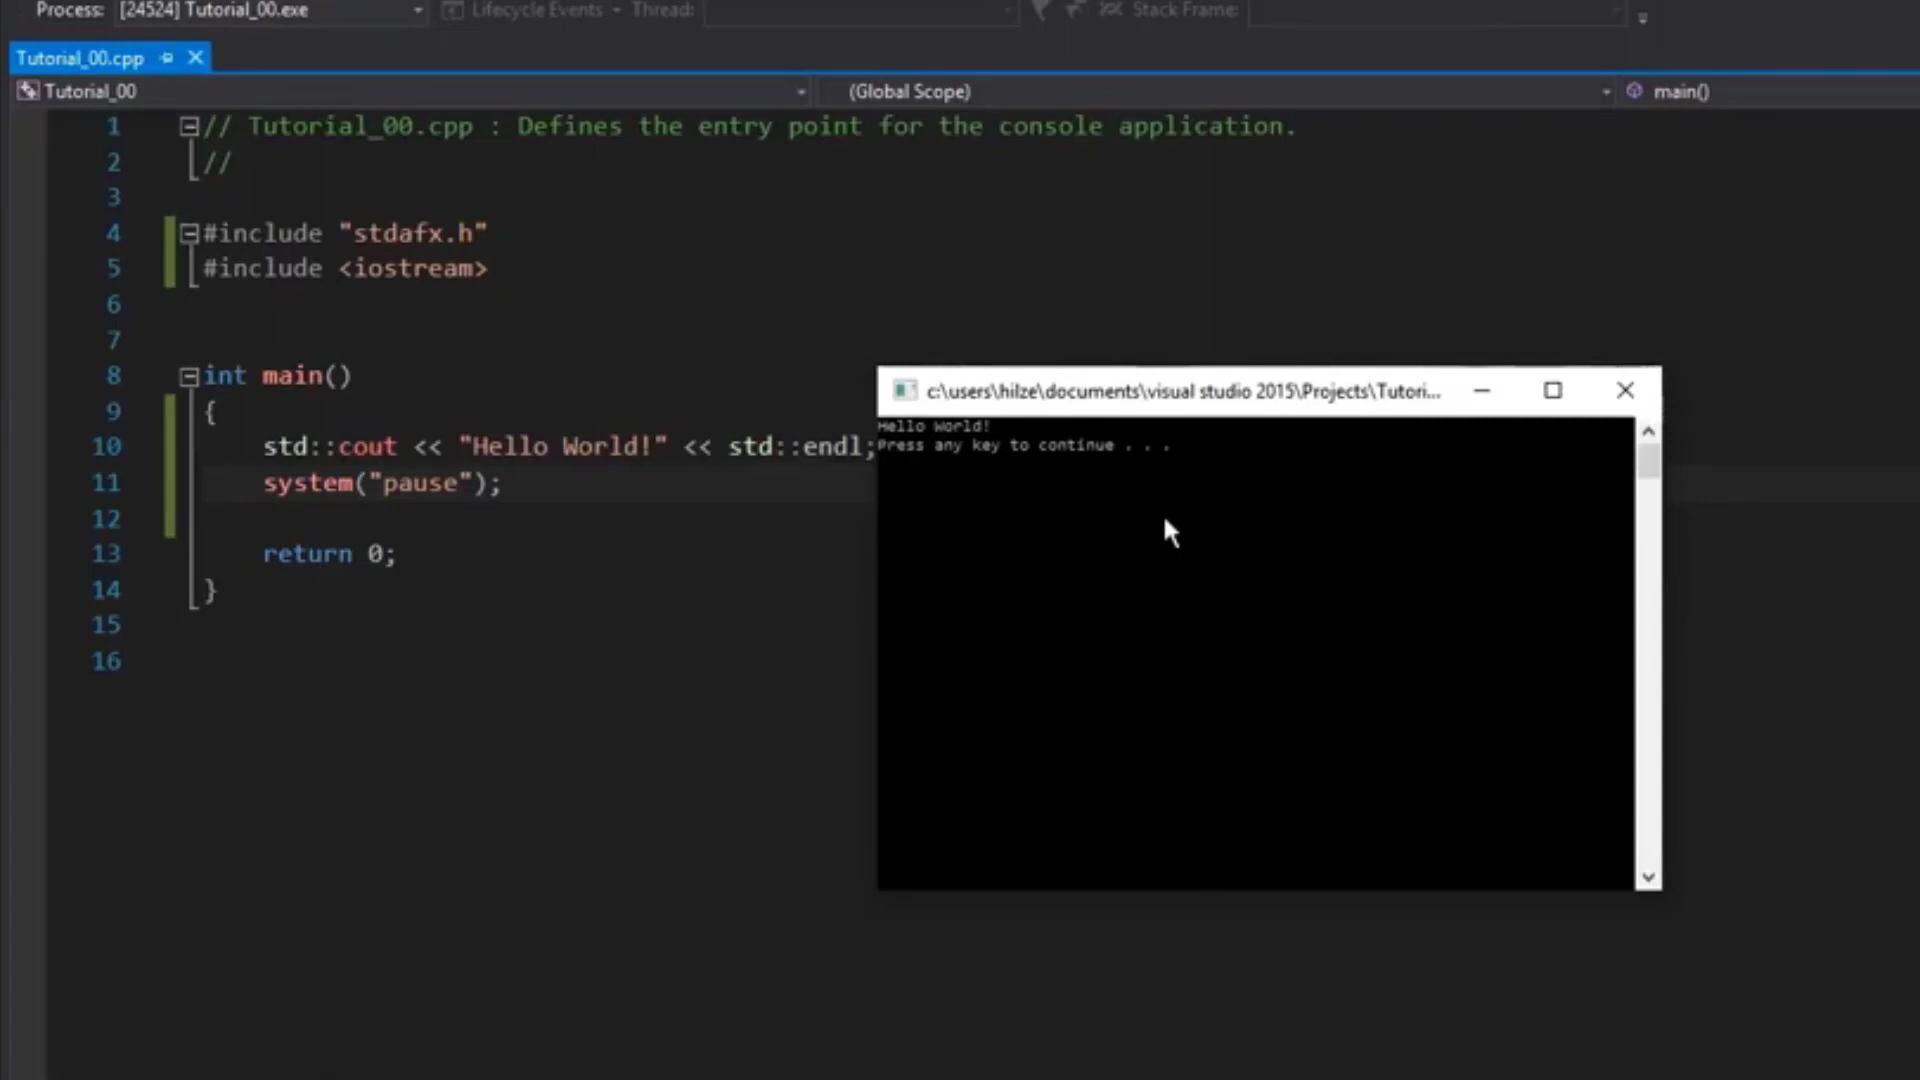 Process: [24524] Tutorial_00.exe Lifecycle Events Thread: Stack Frame:
Tutorial_00.cpp
Tutorial_00 (Global Scope) main()
1 // Tutorial_00.cpp : Defines the entry point for the console application.
2 //
3
4 #include "stdafx.h"
5 #include <iostream>
6
7
8 int main()
9 {
10 std::cout << "Hello World!" << std::endl;
11 system("pause");
12
13 return 0;
14 }
15
16
c:\users\hilze\documents\visual studio 2015\Projects\Tutori...
Hello World!
Press any key to continue . . .